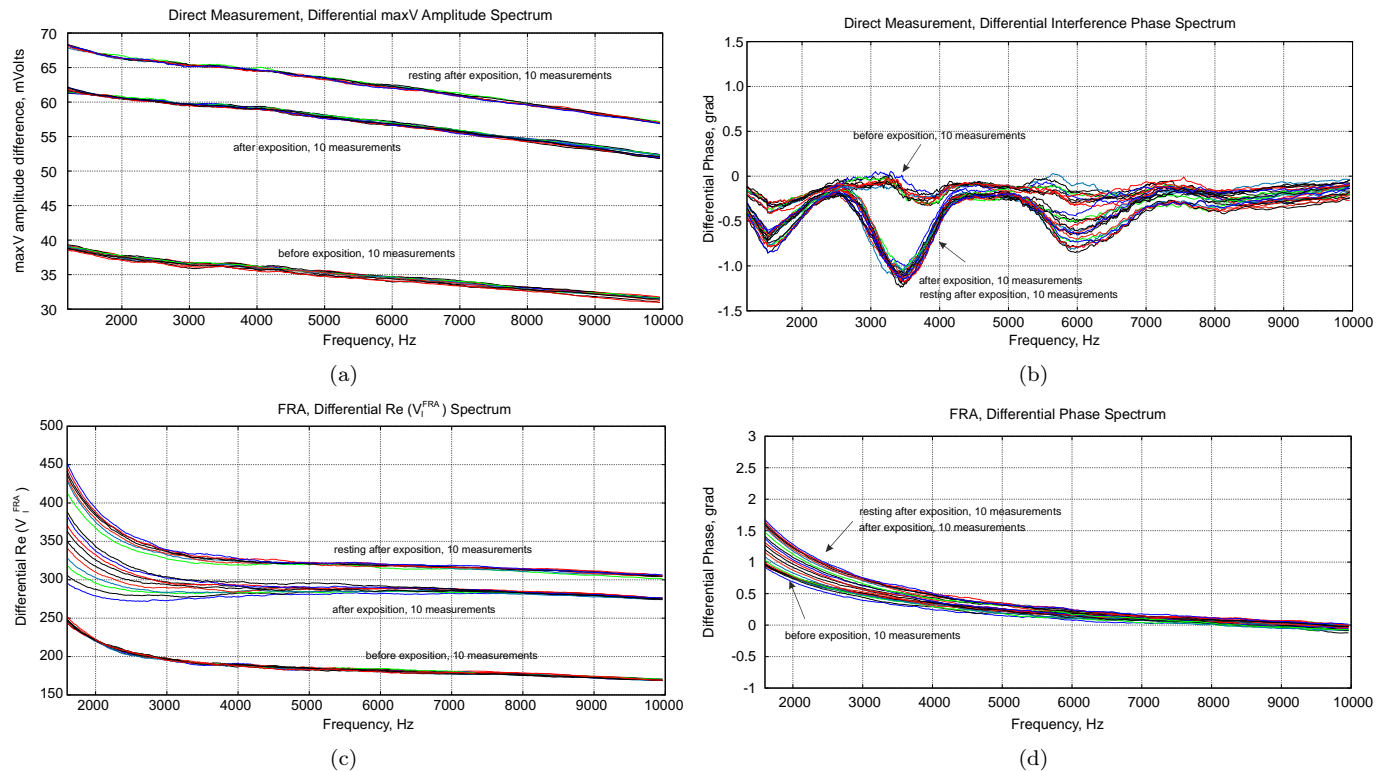 Direct Measurement, Differential maxV Amplitude Spectrum
maxV amplitude difference, mVolts
70
65
60
55
50
45
40
35
30
resting after exposition, 10 measurements
after exposition, 10 measurements
before exposition, 10 measurements
2000 3000 4000 5000 6000 7000 8000 9000 10000
Frequency, Hz
(a)
Direct Measurement, Differential Interference Phase Spectrum
Differential Phase, grad
1.5
1.0
0.5
0
-0.5
-1.0
-1.5
before exposition, 10 measurements
after exposition, 10 measurements
resting after exposition, 10 measurements
2000 3000 4000 5000 6000 7000 8000 9000 10000
Frequency, Hz
(b)
FRA, Differential Re (V_I^FRA) Spectrum
Differential Re (V_I^FRA)
500
450
400
350
300
250
200
150
resting after exposition, 10 measurements
after exposition, 10 measurements
before exposition, 10 measurements
2000 3000 4000 5000 6000 7000 8000 9000 10000
Frequency, Hz
(c)
FRA, Differential Phase Spectrum
Differential Phase, grad
3
2.5
2
1.5
1
0.5
0
-0.5
-1
resting after exposition, 10 measurements
after exposition, 10 measurements
before exposition, 10 measurements
2000 3000 4000 5000 6000 7000 8000 9000 10000
Frequency, Hz
(d)